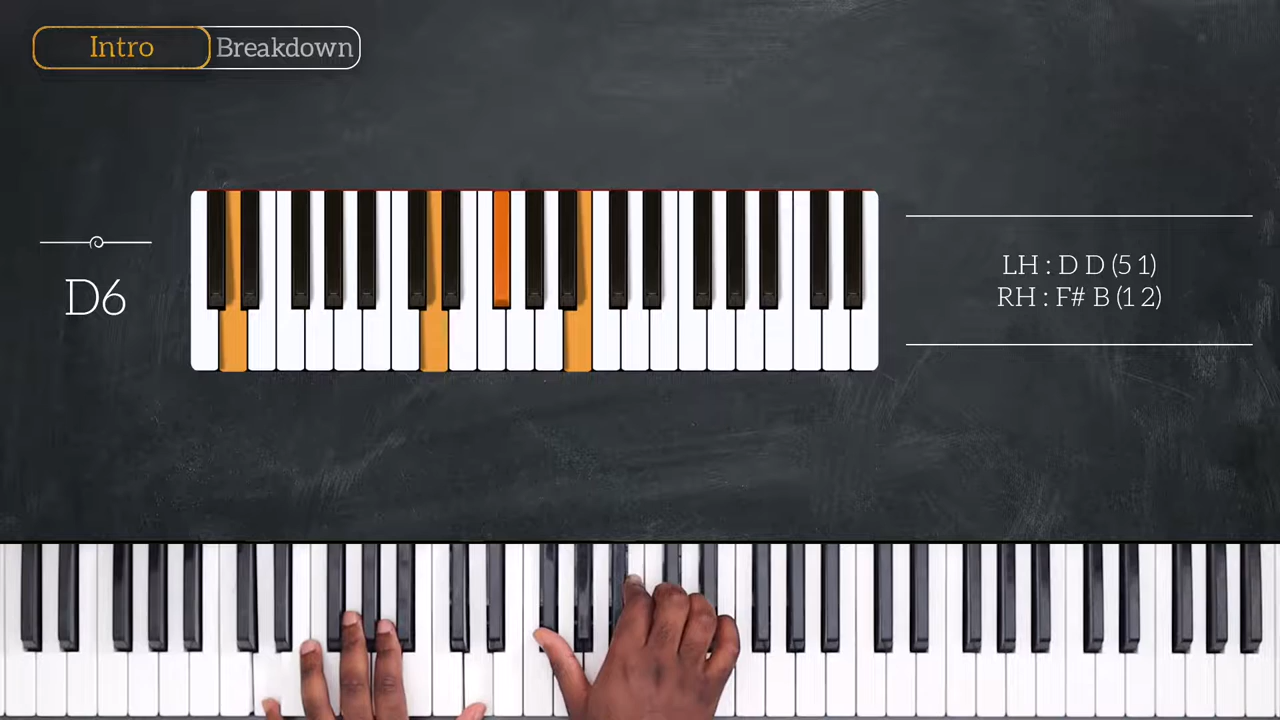 Intro Breakdown
D6
LH : D D (5 1)
RH : F# B (1 2)